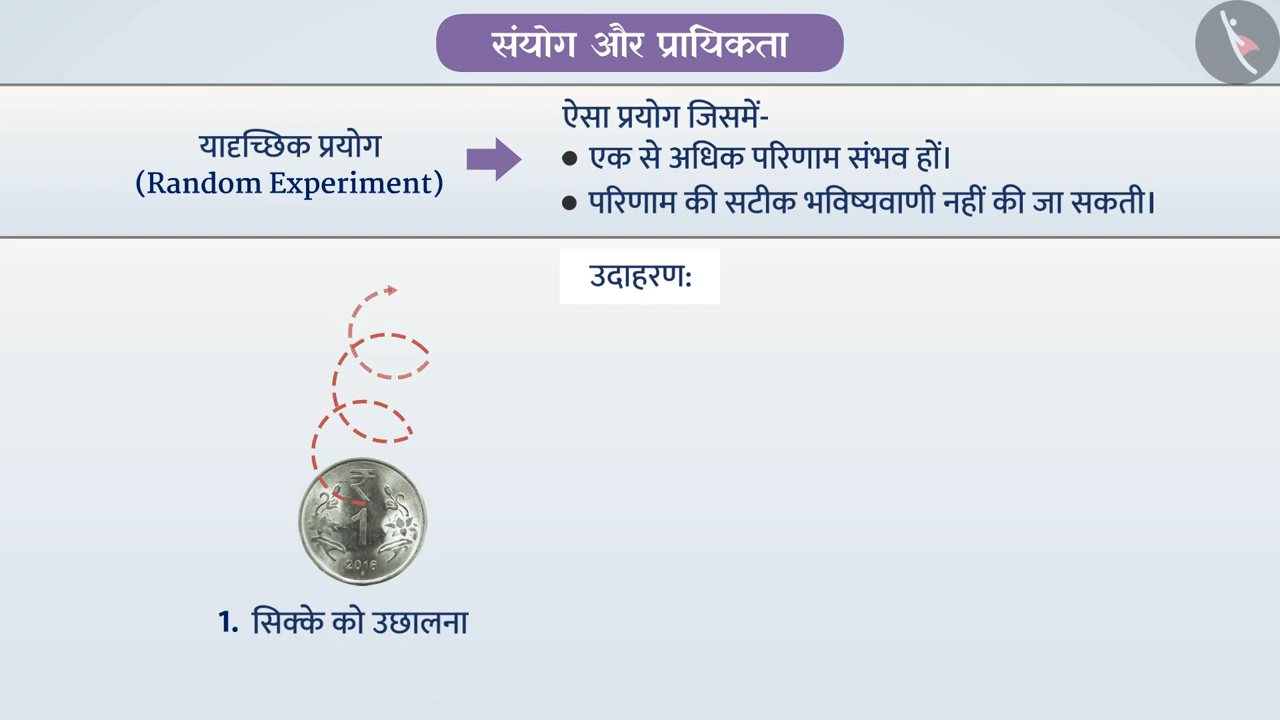 संयोग और प्रायिकता
यादृच्छिक प्रयोग
(Random Experiment)
ऐसा प्रयोग जिसमें-
● एक से अधिक परिणाम संभव हों।
● परिणाम की सटीक भविष्यवाणी नहीं की जा सकती।
उदाहरण:
₹
1
2016
1. सिक्के को उछालना